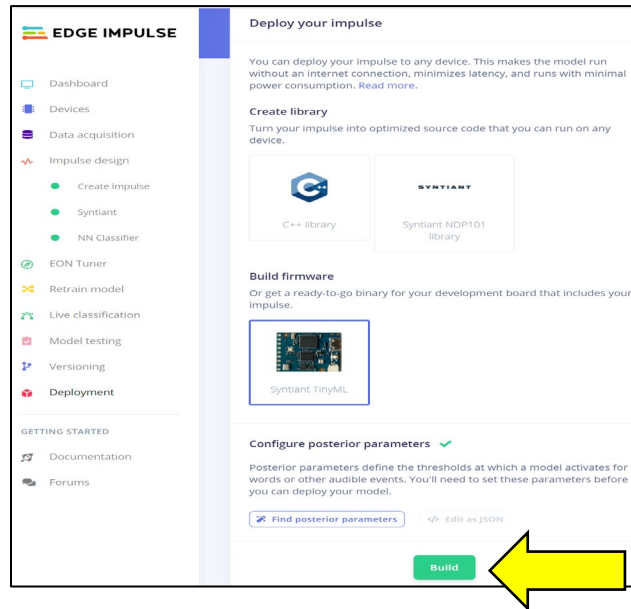 EDGE IMPULSE
Dashboard
Devices
Data acquisition
Impulse design
Create impulse
Syntiant
NN Classifier
EON Tuner
Retrain model
Live classification
Model testing
Versioning
Deployment
GETTING STARTED
Documentation
Forums
Deploy your impulse
You can deploy your impulse to any device. This makes the model run
without an internet connection, minimizes latency, and runs with minimal
power consumption. Read more.
Create library
Turn your impulse into optimized source code that you can run on any
device.
C++
C++ library
SYNTIANT
Syntiant NDP101
library
Build firmware
Or get a ready-to-go binary for your development board that includes your
impulse.
Syntiant TinyML
Configure posterior parameters
Posterior parameters define the thresholds at which a model activates for
words or other audible events. You'll need to set these parameters before
you can deploy your model.
Find posterior parameters
</> Edit as JSON
Build